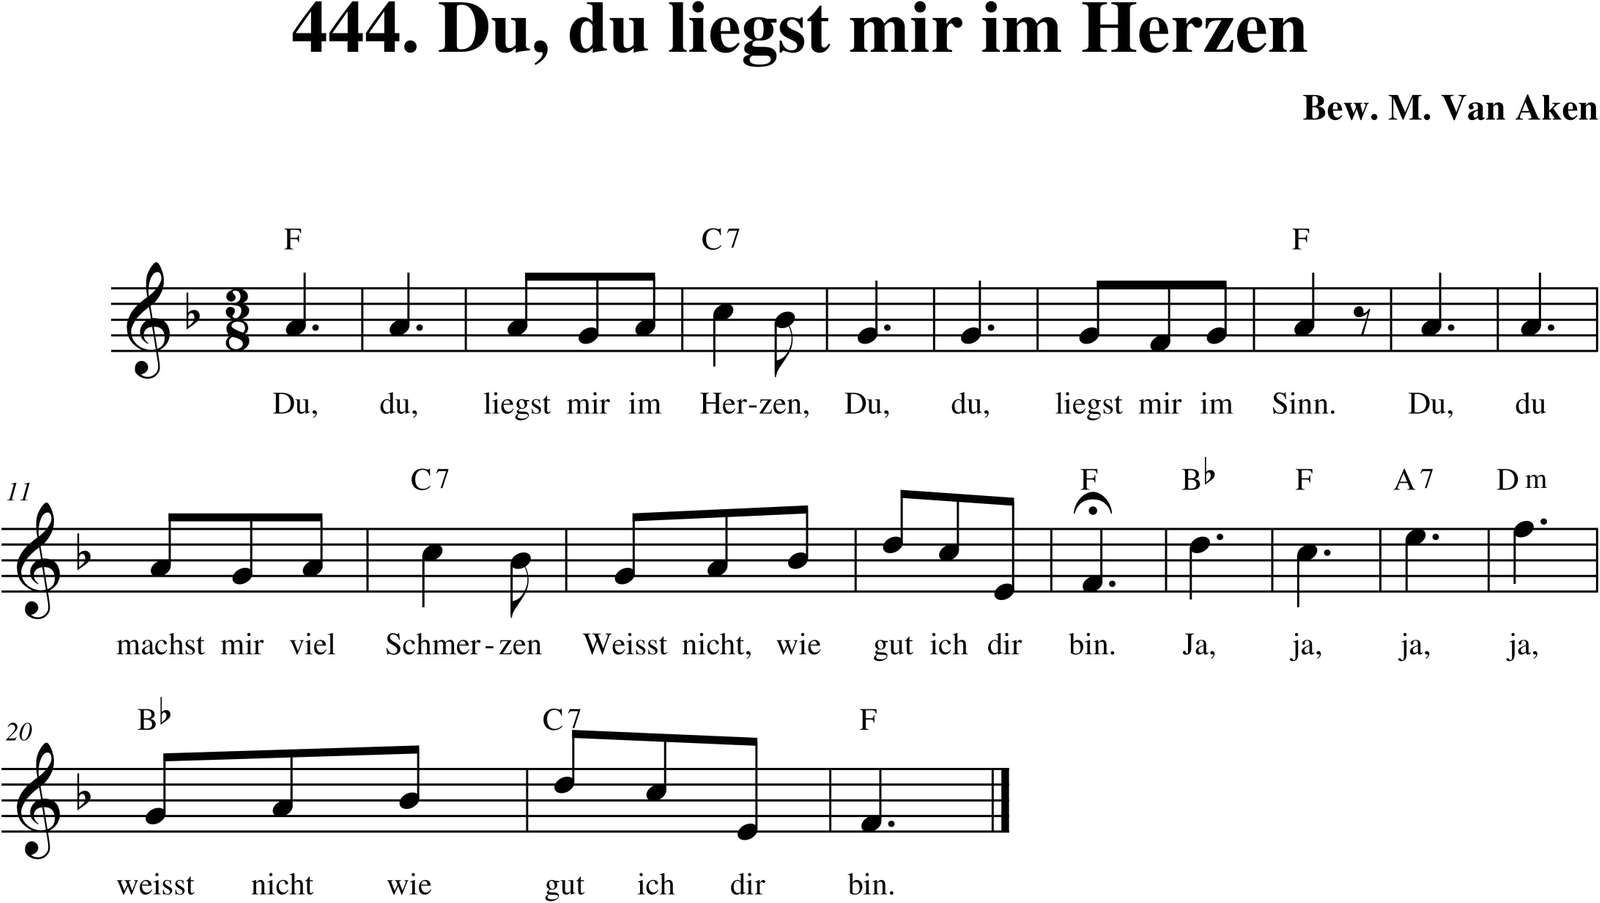 444. Du, du liegst mir im Herzen
Bew. M. Van Aken
F C7 F
3
8
Du, du, liegst mir im Her-zen, Du, du, liegst mir im Sinn. Du, du
11 C7 F B♭ F A7 Dm
machst mir viel Schmer-zen Weisst nicht, wie gut ich dir bin. Ja, ja, ja, ja,
20 B♭ C7 F
weisst nicht wie gut ich dir bin.